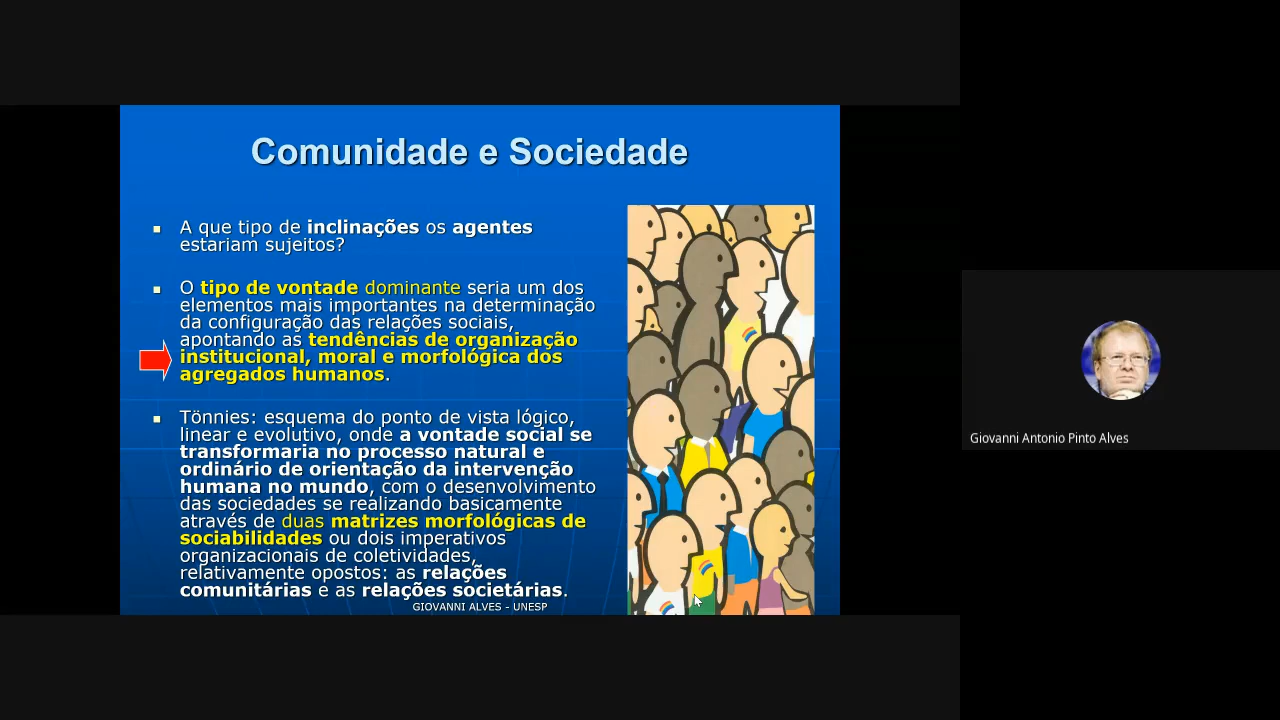 Comunidade e Sociedade
A que tipo de inclinações os agentes
estariam sujeitos?
O tipo de vontade dominante seria um dos
elementos mais importantes na determinação
da configuração das relações sociais,
apontando as tendências de organização
institucional, moral e morfológica dos
agregados humanos.
Tönnies: esquema do ponto de vista lógico,
linear e evolutivo, onde a vontade social se
transformaria no processo natural e
ordinário de orientação da intervenção
humana no mundo, com o desenvolvimento
das sociedades se realizando basicamente
através de duas matrizes morfológicas de
sociabilidades ou dois imperativos
organizacionais de coletividades,
relativamente opostos: as relações
comunitárias e as relações societárias.
GIOVANNI ALVES - UNESP
Giovanni Antonio Pinto Alves